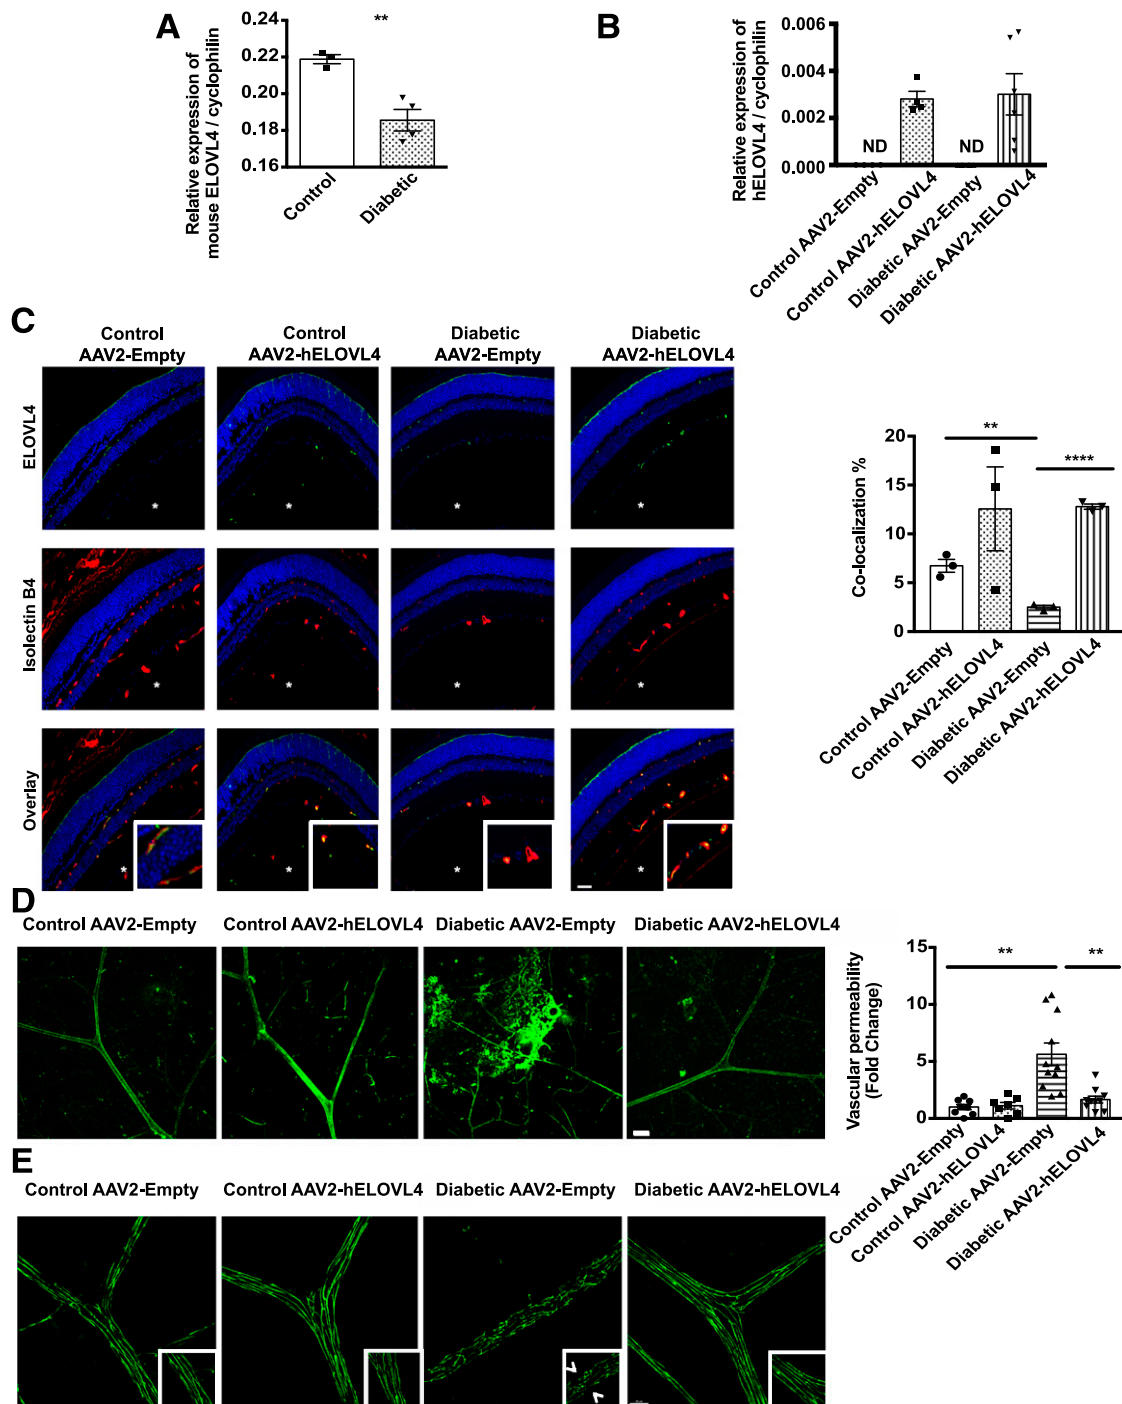 A
Relative expression of
mouse ELOVL4 / cyclophilin
0.24
0.22
0.20
0.18
0.16
**
Control
Diabetic
B
Relative expression of
hELOVL4 / cyclophilin
0.006
0.004
0.002
0.000
ND
ND
Control AAV2-Empty
Control AAV2-hELOVL4
Diabetic AAV2-Empty
Diabetic AAV2-hELOVL4
C
Control
AAV2-Empty
Control
AAV2-hELOVL4
Diabetic
AAV2-Empty
Diabetic
AAV2-hELOVL4
ELOVL4
Isolectin B4
Overlay
*
*
*
*
*
*
*
*
*
*
*
*
Co-localization %
20
15
10
5
0
**
****
Control AAV2-Empty
Control AAV2-hELOVL4
Diabetic AAV2-Empty
Diabetic AAV2-hELOVL4
D
Control AAV2-Empty
Control AAV2-hELOVL4
Diabetic AAV2-Empty
Diabetic AAV2-hELOVL4
Vascular permeability
(Fold Change)
15
10
5
0
**
**
Control AAV2-Empty
Control AAV2-hELOVL4
Diabetic AAV2-Empty
Diabetic AAV2-hELOVL4
E
Control AAV2-Empty
Control AAV2-hELOVL4
Diabetic AAV2-Empty
Diabetic AAV2-hELOVL4